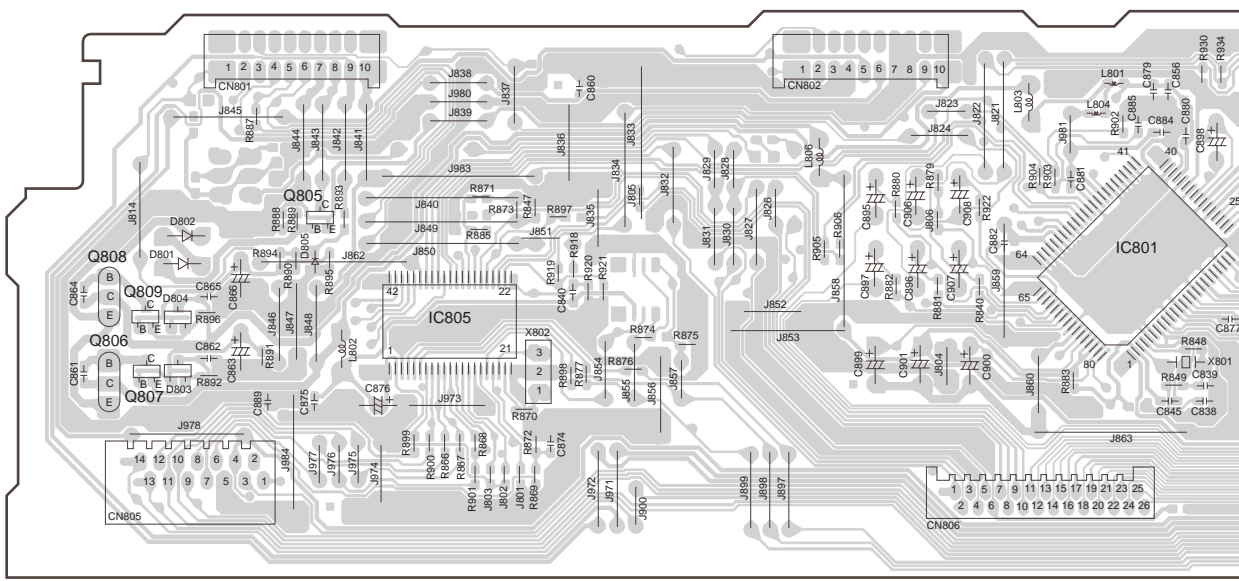 1 2 3 4 5 6 7 8 9 10
CN801
J845
R887
J844
J843
J842
J841
J838
J980
J839
J837
C860
J836
J833
J834
J805
J832
J829
J828
J831
J830
J827
J826
1 2 3 4 5 6 7 8 9 10
CN802
L806
J823
J824
J822
J821
L803
L801
L804
C879
C856
R930
R934
J981
R902
C885
C884
C880
C898
41
40
25
R904
R903
C881
J814
D802
D801
Q805
C
B E
R888
R889
R893
J983
J840
J849
J850
R871
R873
R847
R885
R897
J851
J835
R918
R919
R920
R921
C840
R894
R890
D805
J862
R895
Q808
B
C
E
C864
Q809
C
B E
D804
C865
R896
C866
J846
J847
J848
L802
42
22
IC805
1
21
X802
3
2
1
R898
R877
J854
R874
R876
R875
J855
J856
J857
J852
J853
R905
R906
J858
C895
R880
C906
R879
J806
C908
R922
C882
C897
R882
C896
R881
C907
R840
J859
64
65
IC801
80
1
C877
C899
C901
J804
C900
J860
R883
R848
X801
R849
C839
C845
C838
J863
Q806
B
C
E
C861
Q807
C
B E
D803
C862
R892
C863
R891
C889
C875
C876
J973
R870
R872
C874
J978
J984
J977
J976
J975
J974
R899
R900
R866
R867
R868
R901
J803
J802
J801
R869
14 12 10 8 6 4 2
13 11 9 7 5 3 1
CN805
J972
J971
J900
J899
J898
J897
1 3 5 7 9 11 13 15 17 19 21 23 25
2 4 6 8 10 12 14 16 18 20 22 24 26
CN806